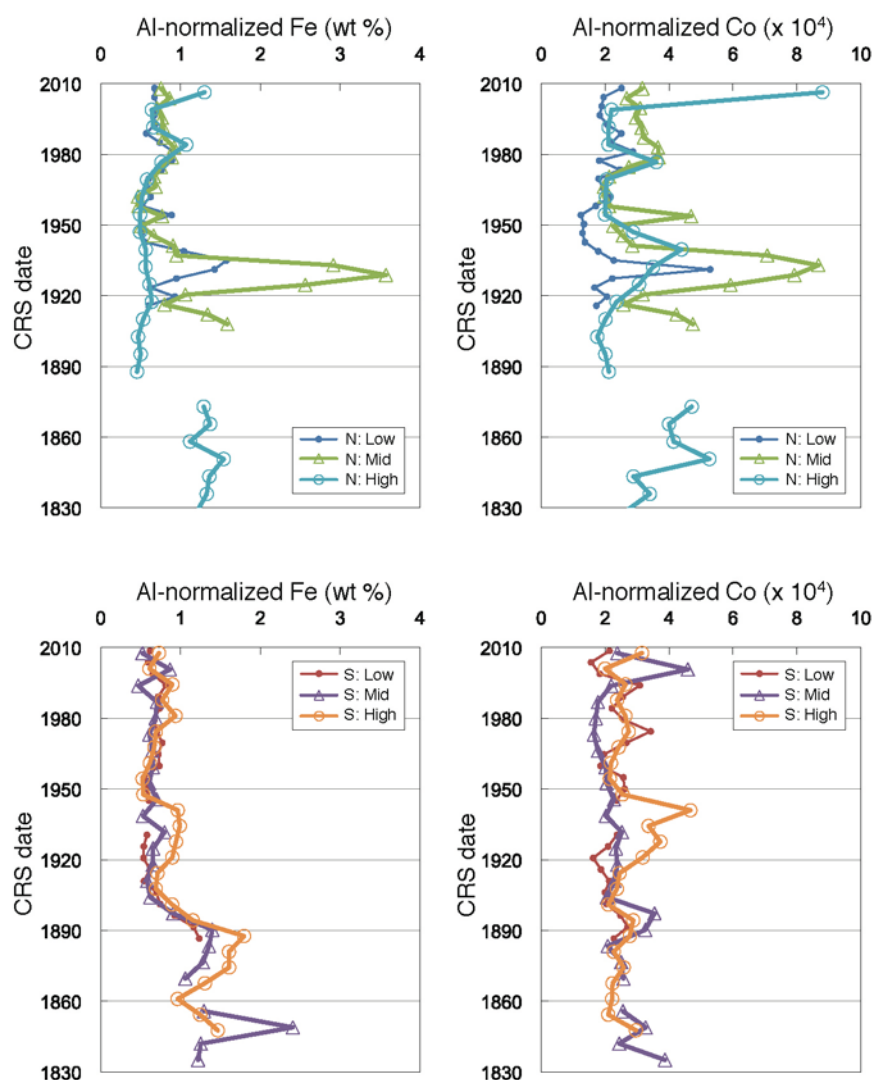 Al-normalized Fe (wt %)
0 1 2 3 4
2010
1980
1950
1920
1890
1860
1830
CRS date
N: Low
N: Mid
N: High
Al-normalized Co (x 10⁴)
0 2 4 6 8 10
2010
1980
1950
1920
1890
1860
1830
CRS date
N: Low
N: Mid
N: High
Al-normalized Fe (wt %)
0 1 2 3 4
2010
1980
1950
1920
1890
1860
1830
CRS date
S: Low
S: Mid
S: High
Al-normalized Co (x 10⁴)
0 2 4 6 8 10
2010
1980
1950
1920
1890
1860
1830
CRS date
S: Low
S: Mid
S: High